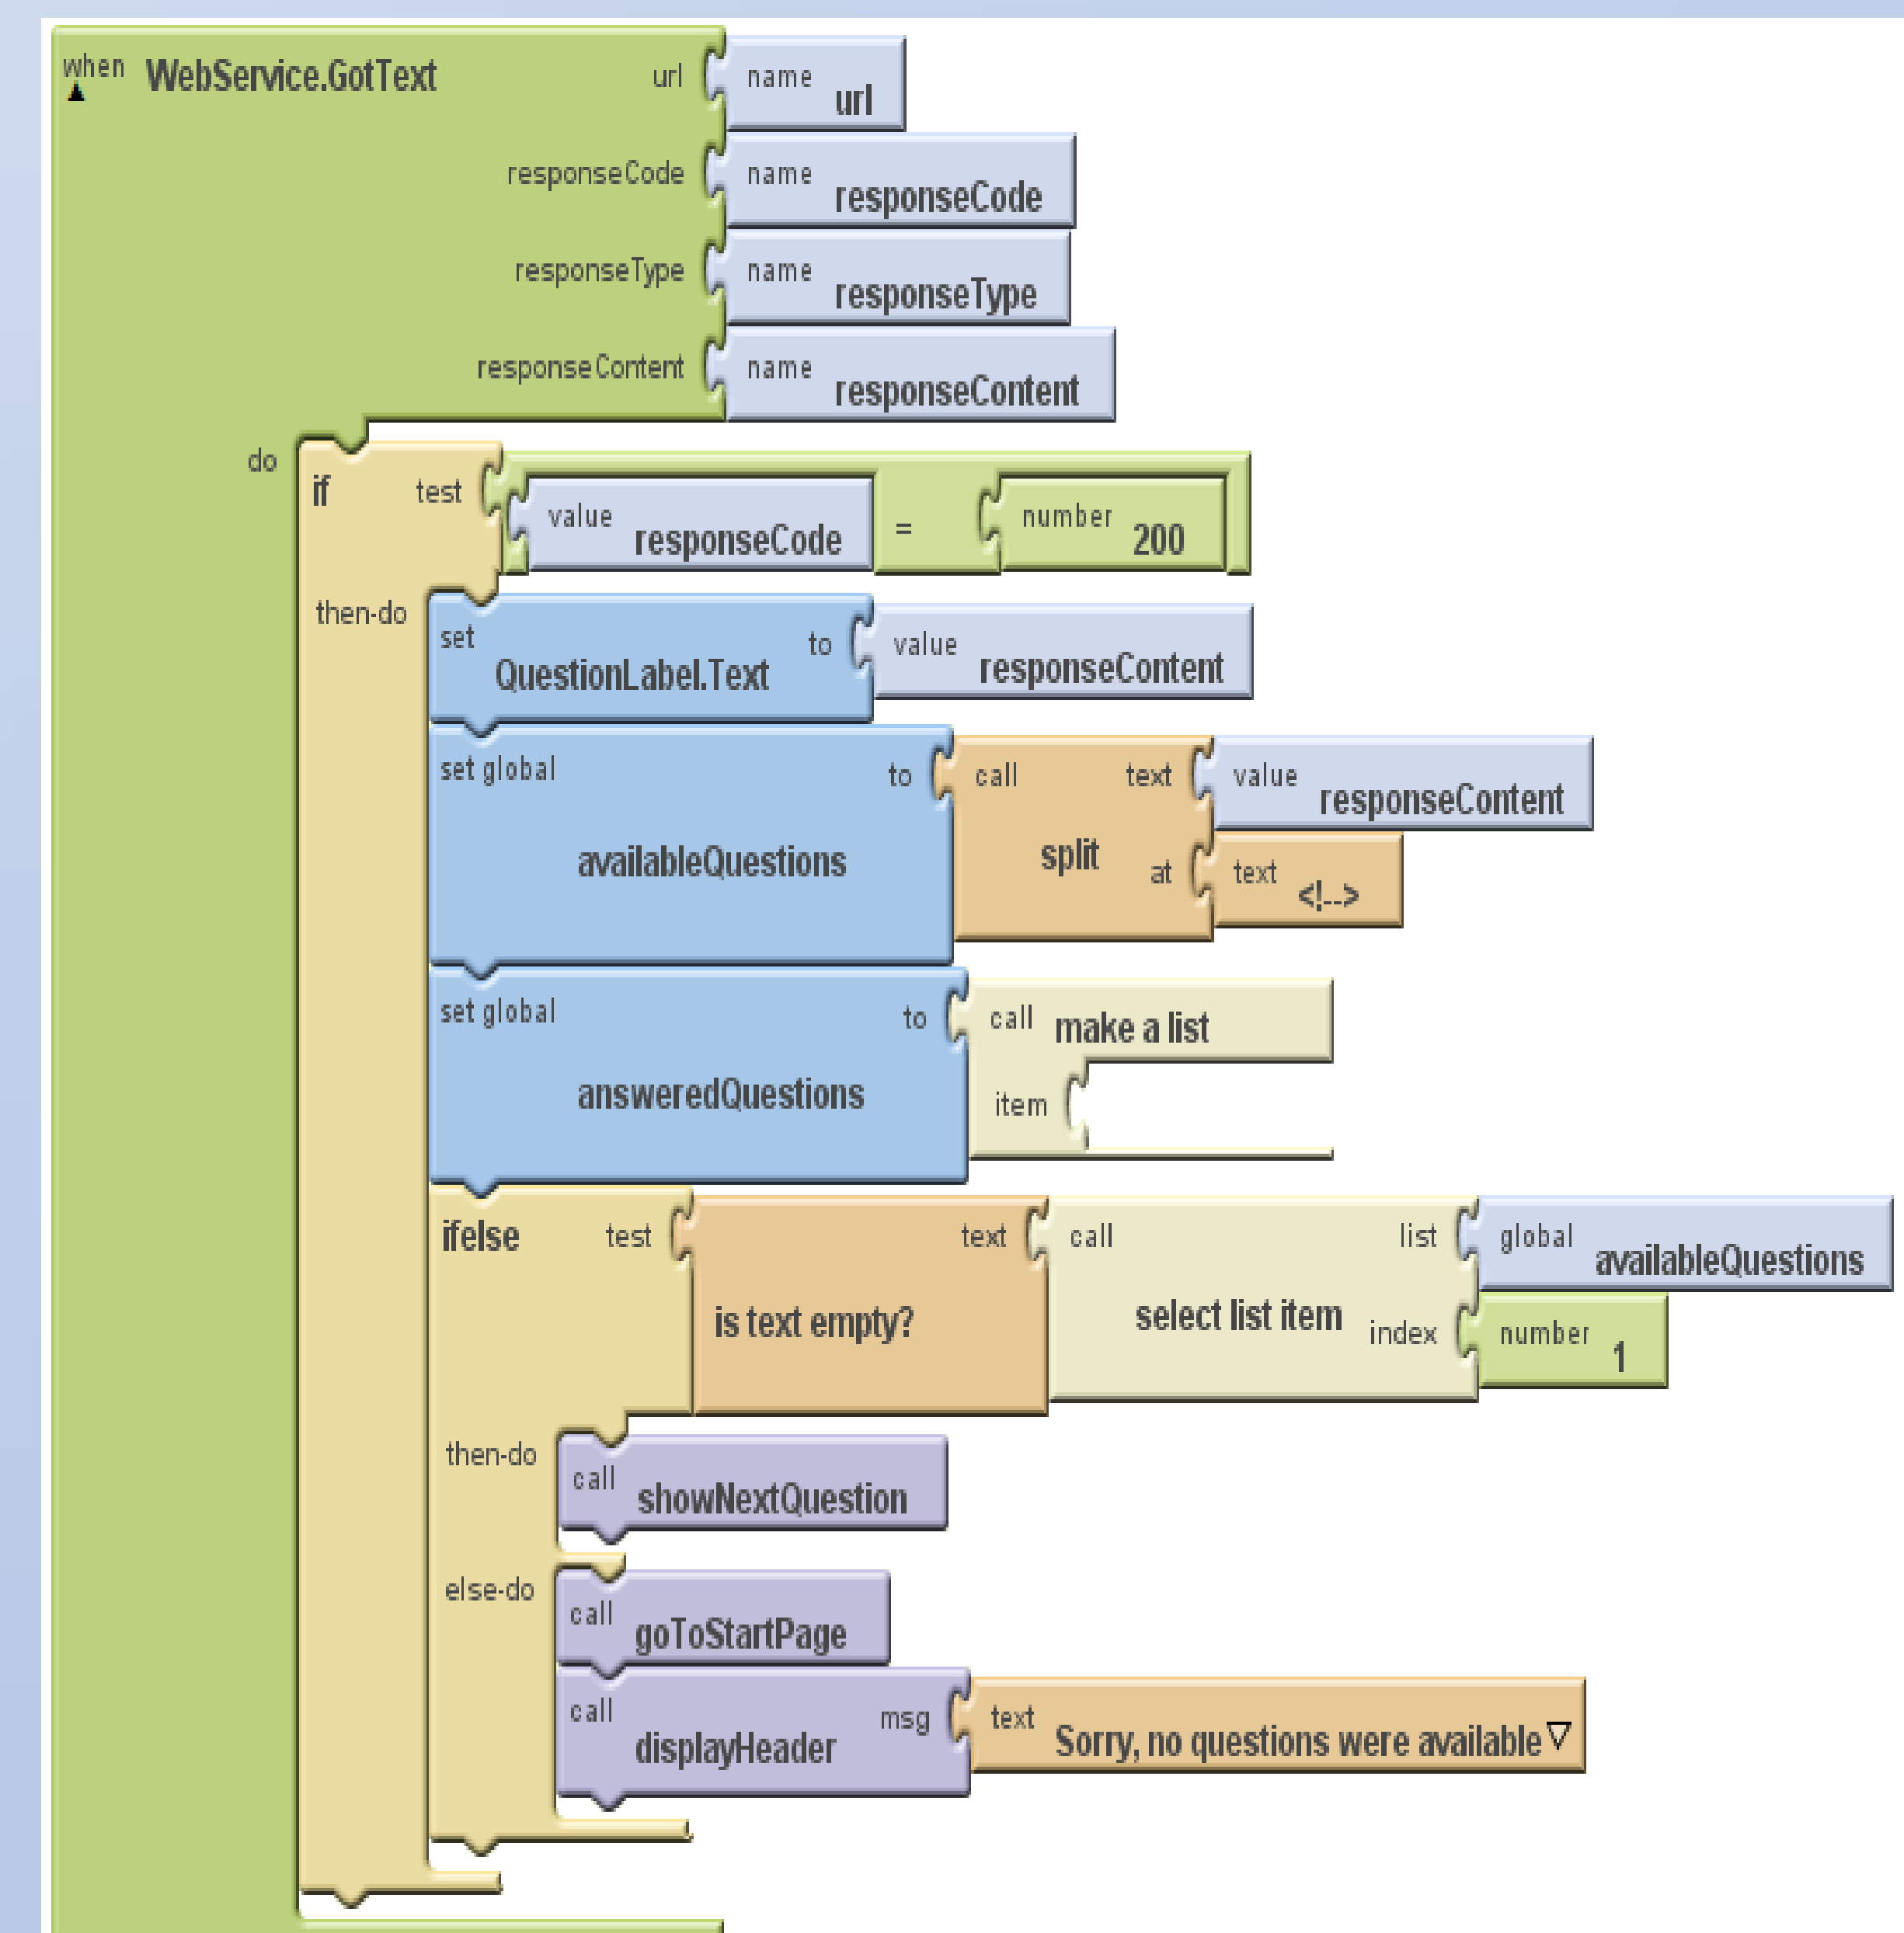 when WebService.GotText url name url
responseCode name responseCode
responseType name responseType
responseContent name responseContent
do if test value responseCode = number 200
then-do set QuestionLabel.Text to value responseContent
set global availableQuestions to call split text value responseContent
at text <!-->
set global answeredQuestions to call make a list
item
ifelse test is text empty? text call select list item list global availableQuestions
index number 1
then-do call showNextQuestion
else-do call goToStartPage
call displayHeader msg text Sorry, no questions were available